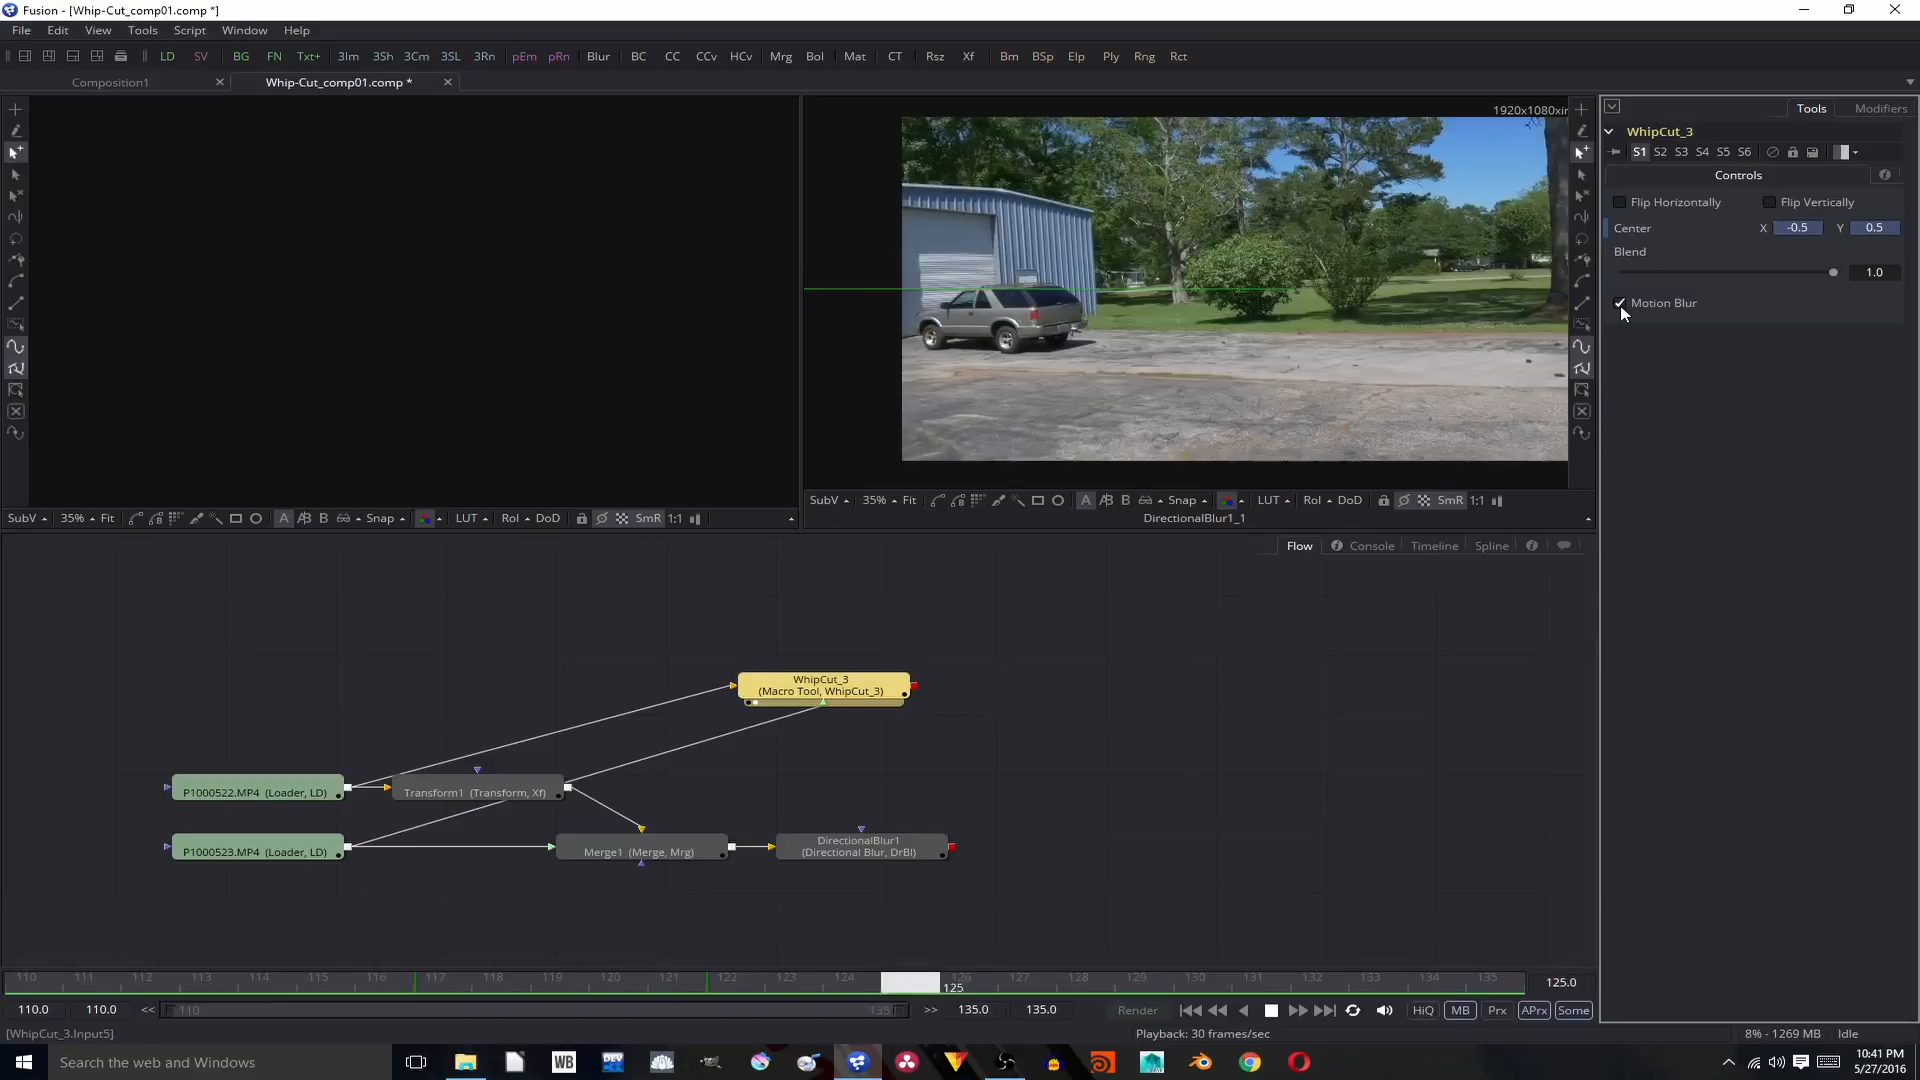 Fusion - [Whip-Cut_comp01.comp *]
File Edit View Tools Script Window Help
LD SV BG FN Txt+ 3Im 3Sh 3Cm 3SL 3Rn pEm pRn Blur BC CC CCv HCv Mrg Bol Mat CT Rsz Xf Bm BSp Elp Ply Rng Rct
Composition1 Whip-Cut_comp01.comp *
1920x1080xin
Tools Modifiers
WhipCut_3
S1 S2 S3 S4 S5 S6
Controls
Flip Horizontally Flip Vertically
Center X -0.5 Y 0.5
Blend
1.0
Motion Blur
SubV 35% Fit A B Snap LUT RoI DoD SmR 1:1
SubV 35% Fit A B Snap LUT RoI DoD SmR 1:1
DirectionalBlur1_1
Flow Console Timeline Spline
WhipCut_3
(Macro Tool, WhipCut_3)
P1000522.MP4 (Loader, LD)
Transform1 (Transform, Xf)
P1000523.MP4 (Loader, LD)
Merge1 (Merge, Mrg)
DirectionalBlur1
(Directional Blur, DrBl)
110 111 112 113 114 115 116 117 118 119 120 121 122 123 124 125 126 127 128 129 130 131 132 133 134 135 125.0
110.0 110.0 << 110 135 >> 135.0 135.0 Render HiQ MB Prx APrx Some
[WhipCut_3.Input5]
Playback: 30 frames/sec
8% - 1269 MB Idle
Search the web and Windows
WB
DEV
10:41 PM
5/27/2016